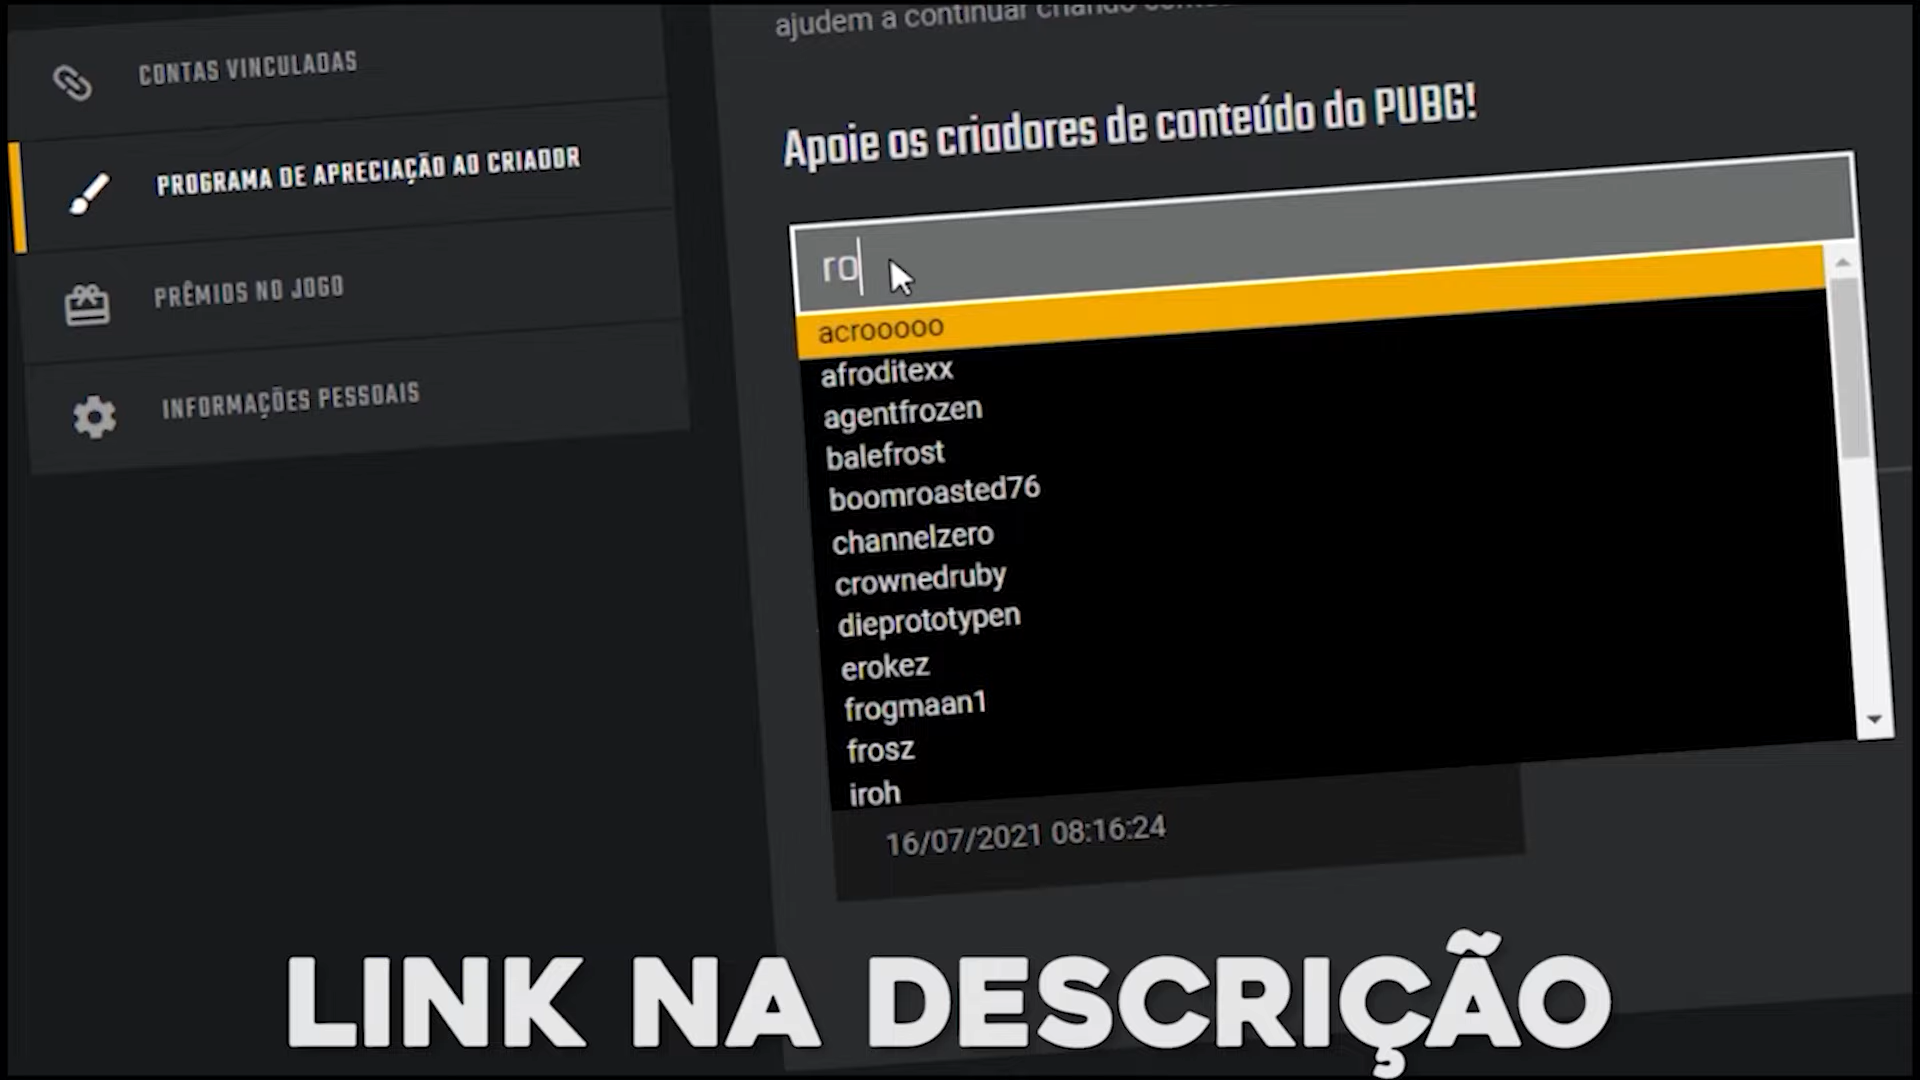 CONTAS VINCULADAS
PROGRAMA DE APRECIAÇÃO AO CRIADOR
PRÊMIOS NO JOGO
INFORMAÇÕES PESSOAIS
ajudem a continuar criando
Apoie os criadores de conteúdo do PUBG!
ro
acrooooo
afroditexx
agentfrozen
balefrost
boomroasted76
channelzero
crownedruby
dieprototypen
erokez
frogmaan1
frosz
iroh
16/07/2021 08:16:24
LINK NA DESCRIÇÃO